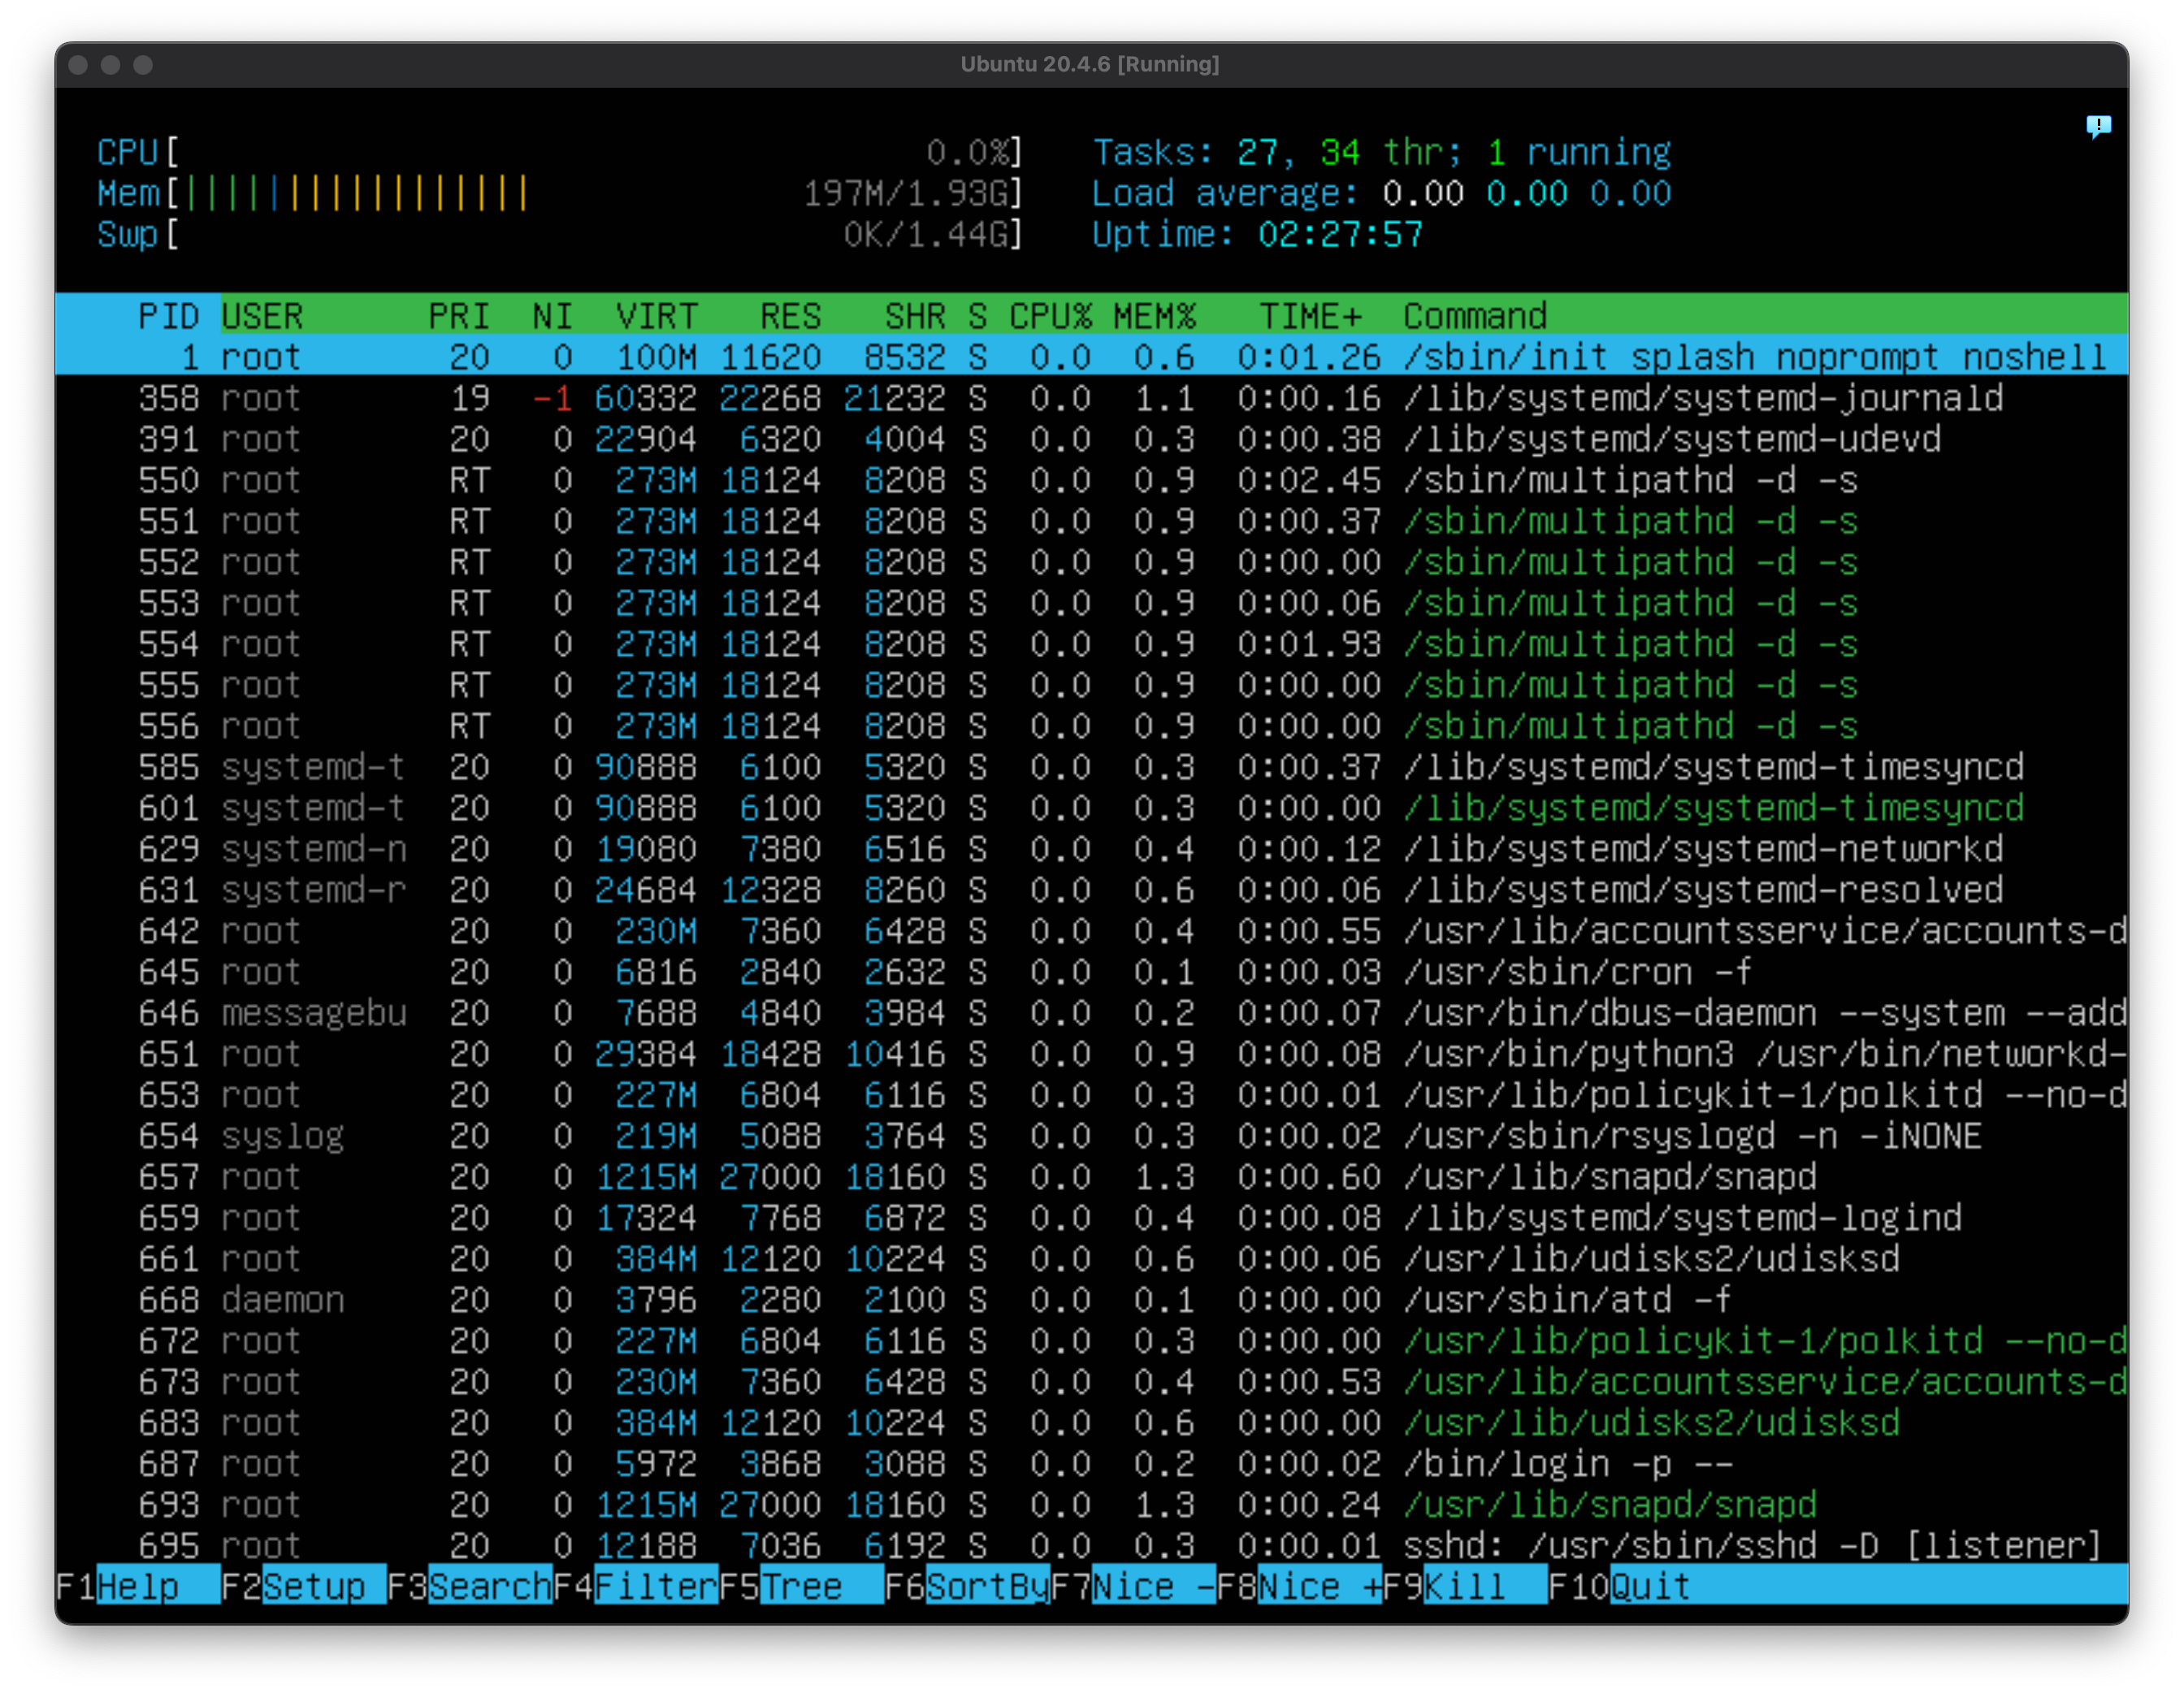 Ubuntu 20.4.6 [Running]
CPU[ 0.0%] Tasks: 27, 34 thr; 1 running
Mem[||||||||||||||||| 197M/1.93G] Load average: 0.00 0.00 0.00
Swp[ 0K/1.44G] Uptime: 02:27:57
PID USER PRI NI VIRT RES SHR S CPU% MEM% TIME+ Command
1 root 20 0 100M 11620 8532 S 0.0 0.6 0:01.26 /sbin/init splash noprompt noshell
358 root 19 -1 60332 22268 21232 S 0.0 1.1 0:00.16 /lib/systemd/systemd-journald
391 root 20 0 22904 6320 4004 S 0.0 0.3 0:00.38 /lib/systemd/systemd-udevd
550 root RT 0 273M 18124 8208 S 0.0 0.9 0:02.45 /sbin/multipathd -d -s
551 root RT 0 273M 18124 8208 S 0.0 0.9 0:00.37 /sbin/multipathd -d -s
552 root RT 0 273M 18124 8208 S 0.0 0.9 0:00.00 /sbin/multipathd -d -s
553 root RT 0 273M 18124 8208 S 0.0 0.9 0:00.06 /sbin/multipathd -d -s
554 root RT 0 273M 18124 8208 S 0.0 0.9 0:01.93 /sbin/multipathd -d -s
555 root RT 0 273M 18124 8208 S 0.0 0.9 0:00.00 /sbin/multipathd -d -s
556 root RT 0 273M 18124 8208 S 0.0 0.9 0:00.00 /sbin/multipathd -d -s
585 systemd-t 20 0 90888 6100 5320 S 0.0 0.3 0:00.37 /lib/systemd/systemd-timesyncd
601 systemd-t 20 0 90888 6100 5320 S 0.0 0.3 0:00.00 /lib/systemd/systemd-timesyncd
629 systemd-n 20 0 19080 7380 6516 S 0.0 0.4 0:00.12 /lib/systemd/systemd-networkd
631 systemd-r 20 0 24684 12328 8260 S 0.0 0.6 0:00.06 /lib/systemd/systemd-resolved
642 root 20 0 230M 7360 6428 S 0.0 0.4 0:00.55 /usr/lib/accountsservice/accounts-d
645 root 20 0 6816 2840 2632 S 0.0 0.1 0:00.03 /usr/sbin/cron -f
646 messagebu 20 0 7688 4840 3984 S 0.0 0.2 0:00.07 /usr/bin/dbus-daemon --system --add
651 root 20 0 29384 18428 10416 S 0.0 0.9 0:00.08 /usr/bin/python3 /usr/bin/networkd-
653 root 20 0 227M 6804 6116 S 0.0 0.3 0:00.01 /usr/lib/policykit-1/polkitd --no-d
654 syslog 20 0 219M 5088 3764 S 0.0 0.3 0:00.02 /usr/sbin/rsyslogd -n -iNONE
657 root 20 0 1215M 27000 18160 S 0.0 1.3 0:00.60 /usr/lib/snapd/snapd
659 root 20 0 17324 7768 6872 S 0.0 0.4 0:00.08 /lib/systemd/systemd-logind
661 root 20 0 384M 12120 10224 S 0.0 0.6 0:00.06 /usr/lib/udisks2/udisksd
668 daemon 20 0 3796 2280 2100 S 0.0 0.1 0:00.00 /usr/sbin/atd -f
672 root 20 0 227M 6804 6116 S 0.0 0.3 0:00.00 /usr/lib/policykit-1/polkitd --no-d
673 root 20 0 230M 7360 6428 S 0.0 0.4 0:00.53 /usr/lib/accountsservice/accounts-d
683 root 20 0 384M 12120 10224 S 0.0 0.6 0:00.00 /usr/lib/udisks2/udisksd
687 root 20 0 5972 3868 3088 S 0.0 0.2 0:00.02 /bin/login -p --
693 root 20 0 1215M 27000 18160 S 0.0 1.3 0:00.24 /usr/lib/snapd/snapd
695 root 20 0 12188 7036 6192 S 0.0 0.3 0:00.01 sshd: /usr/sbin/sshd -D [listener]
F1Help F2Setup F3SearchF4FilterF5Tree F6SortByF7Nice -F8Nice +F9Kill F10Quit